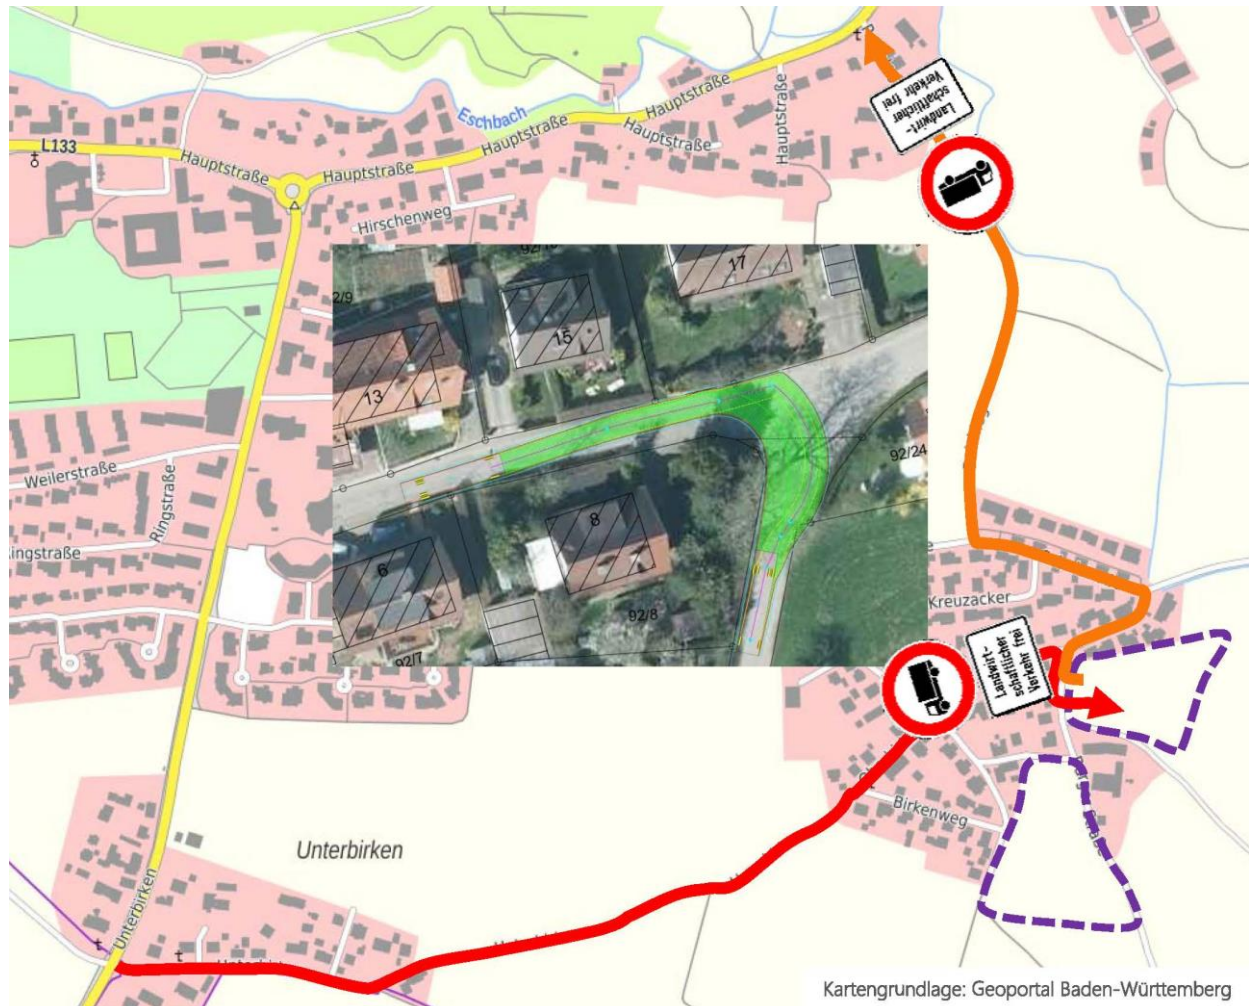 L133
Hauptstraße
Hauptstraße
Eschbach
Hauptstraße
Hauptstraße
Hauptstraße
Hauptstraße
Hirschenweg
Landwirt-
schaftlicher
Verkehr frei
92/10
17
2/9
15
13
92/24
8
6
92/8
92/7
Weilerstraße
Ringstraße
Ringstraße
Kreuzacker
Landwirt-
schaftlicher
Verkehr frei
Birkenweg
Unterbirken
Unterbirken
Kartengrundlage: Geoportal Baden-Württemberg